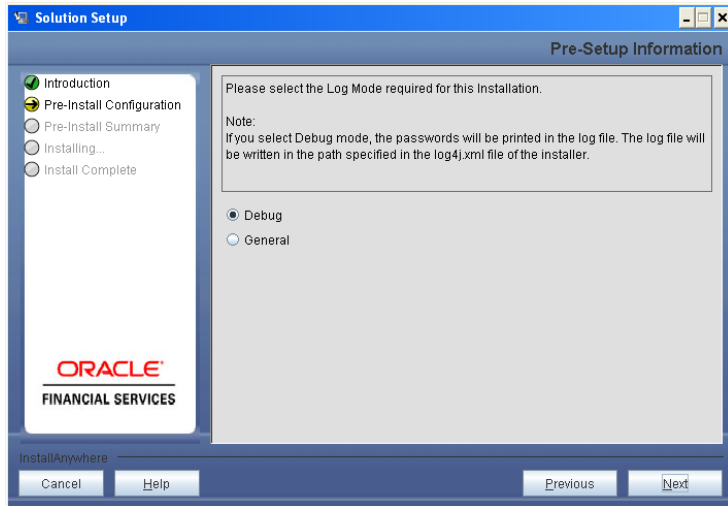 Solution Setup
Pre-Setup Information
Introduction
Pre-Install Configuration
Pre-Install Summary
Installing...
Install Complete
Please select the Log Mode required for this Installation.
Note:
If you select Debug mode, the passwords will be printed in the log file. The log file will
be written in the path specified in the log4j.xml file of the installer.
Debug
General
ORACLE
FINANCIAL SERVICES
InstallAnywhere
Cancel
Help
Previous
Next